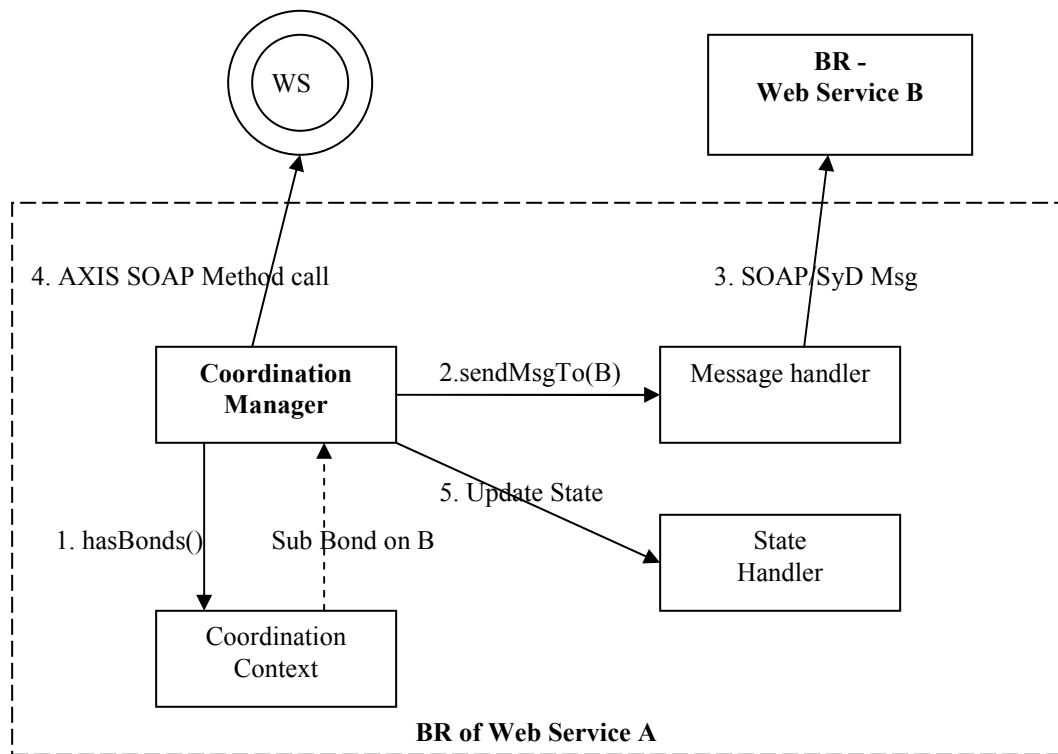 WS
BR -
Web Service B
4. AXIS SOAP Method call
3. SOAP/SyD Msg
Coordination
Manager
2.sendMsgTo(B)
Message handler
5. Update State
1. hasBonds()
Sub Bond on B
State
Handler
Coordination
Context
BR of Web Service A